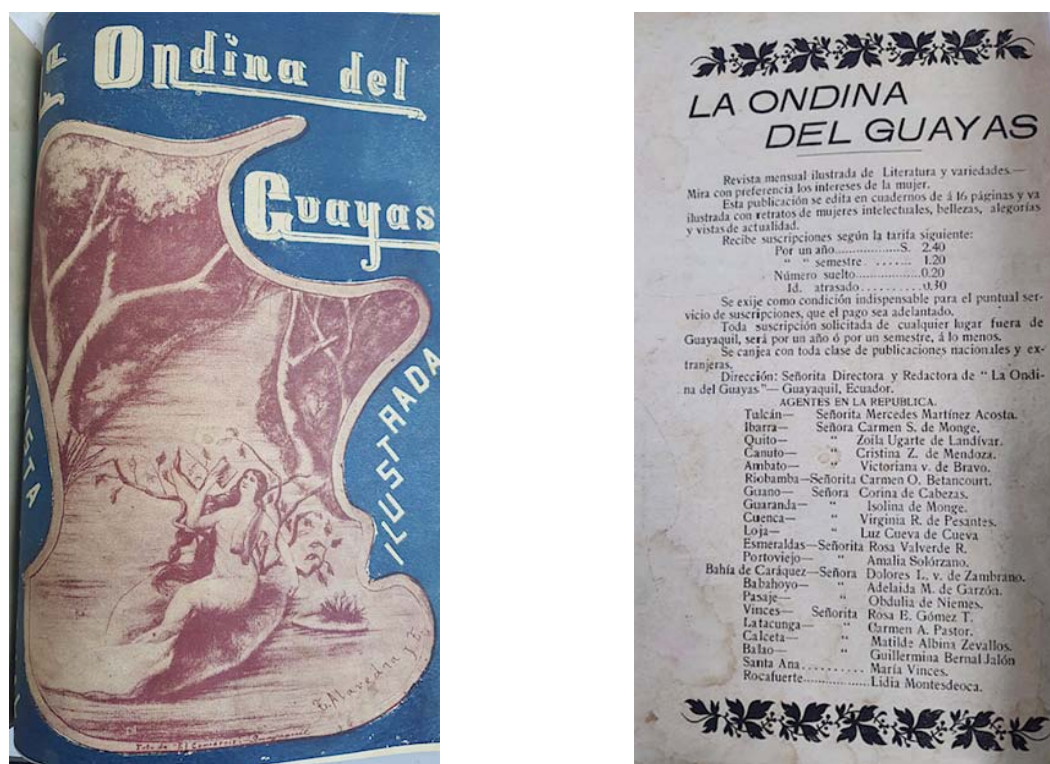 Ondina del
Guayas
ILUSTRADA
E. Alavedra F.
LA ONDINA
DEL GUAYAS
Revista mensual ilustrada de Literatura y variedades.—
Mira con preferencia los intereses de la mujer.
Esta publicación se edita en cuadernos de á 16 páginas y va
ilustrada con retratos de mujeres intelectuales, bellezas, alegorías
y vistas de actualidad.
Recibe suscripciones según la tarifa siguiente:
Por un año..................S. 2.40
“ “ semestre. ....... 1.20
Número suelto................0.20
Id. atrasado..........0.30
Se exije como condición indispensable para el puntual ser-
vicio de suscripciones, que el pago sea adelantado.
Toda suscripción solicitada de cualquier lugar fuera de
Guayaquil, será por un año ó por un semestre, á lo menos.
Se canjea con toda clase de publicaciones nacionales y ex-
tranjeras.
Dirección: Señorita Directora y Redactora de “ La Ondi-
na del Guayas”— Guayaquil, Ecuador.
AGENTES EN LA REPUBLICA.
Tulcán— Señorita Mercedes Martínez Acosta.
Ibarra— Señora Carmen S. de Monge.
Quito— “ Zoila Ugarte de Landívar.
Canuto— “ Cristina Z. de Mendoza.
Ambato— “ Victoriana v. de Bravo.
Riobamba—Señorita Carmen O. Betancourt.
Guano— Señora Corina de Cabezas.
Guaranda— “ Isolina de Monge.
Cuenca— “ Virginia R. de Pesantes.
Loja— “ Luz Cueva de Cueva
Esmeraldas—Señorita Rosa Valverde R.
Portoviejo— “ Amalia Solórzano.
Bahía de Caráquez—Señora Dolores L. v. de Zambrano.
Babahoyo— “ Adelaida M. de Garzón.
Pasaje— “ Obdulia de Niemes.
Vinces— Señorita Rosa E. Gómez T.
Latacunga— “ Carmen A. Pastor.
Calceta— “ Matilde Albina Zevallos.
Balao— “ Guillermina Bernal Jalón
Santa Ana.......... María Vinces.
Rocafuerte.................Lidia Montesdeoca.